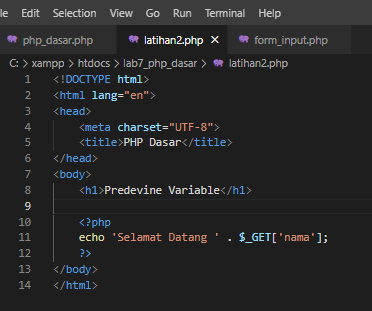 le Edit Selection View Go Run Terminal Help
php_dasar.php latihan2.php × form_input.php
C: > xampp > htdocs > lab7_php_dasar > latihan2.php
1 <!DOCTYPE html>
2 <html lang="en">
3 <head>
4 <meta charset="UTF-8">
5 <title>PHP Dasar</title>
6 </head>
7 <body>
8 <h1>Predevine Variable</h1>
9
10 <?php
11 echo 'Selamat Datang ' . $_GET['nama'];
12 ?>
13 </body>
14 </html>